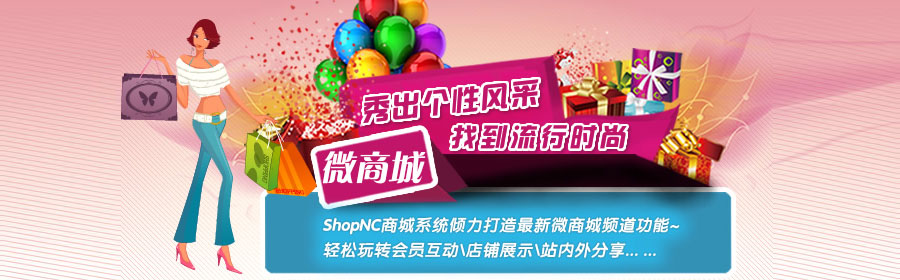 秀出个性风采
找到流行时尚
微商城
ShopNC商城系统倾力打造最新微商城频道功能~
轻松玩转会员互动\店铺展示\站内外分享... ...